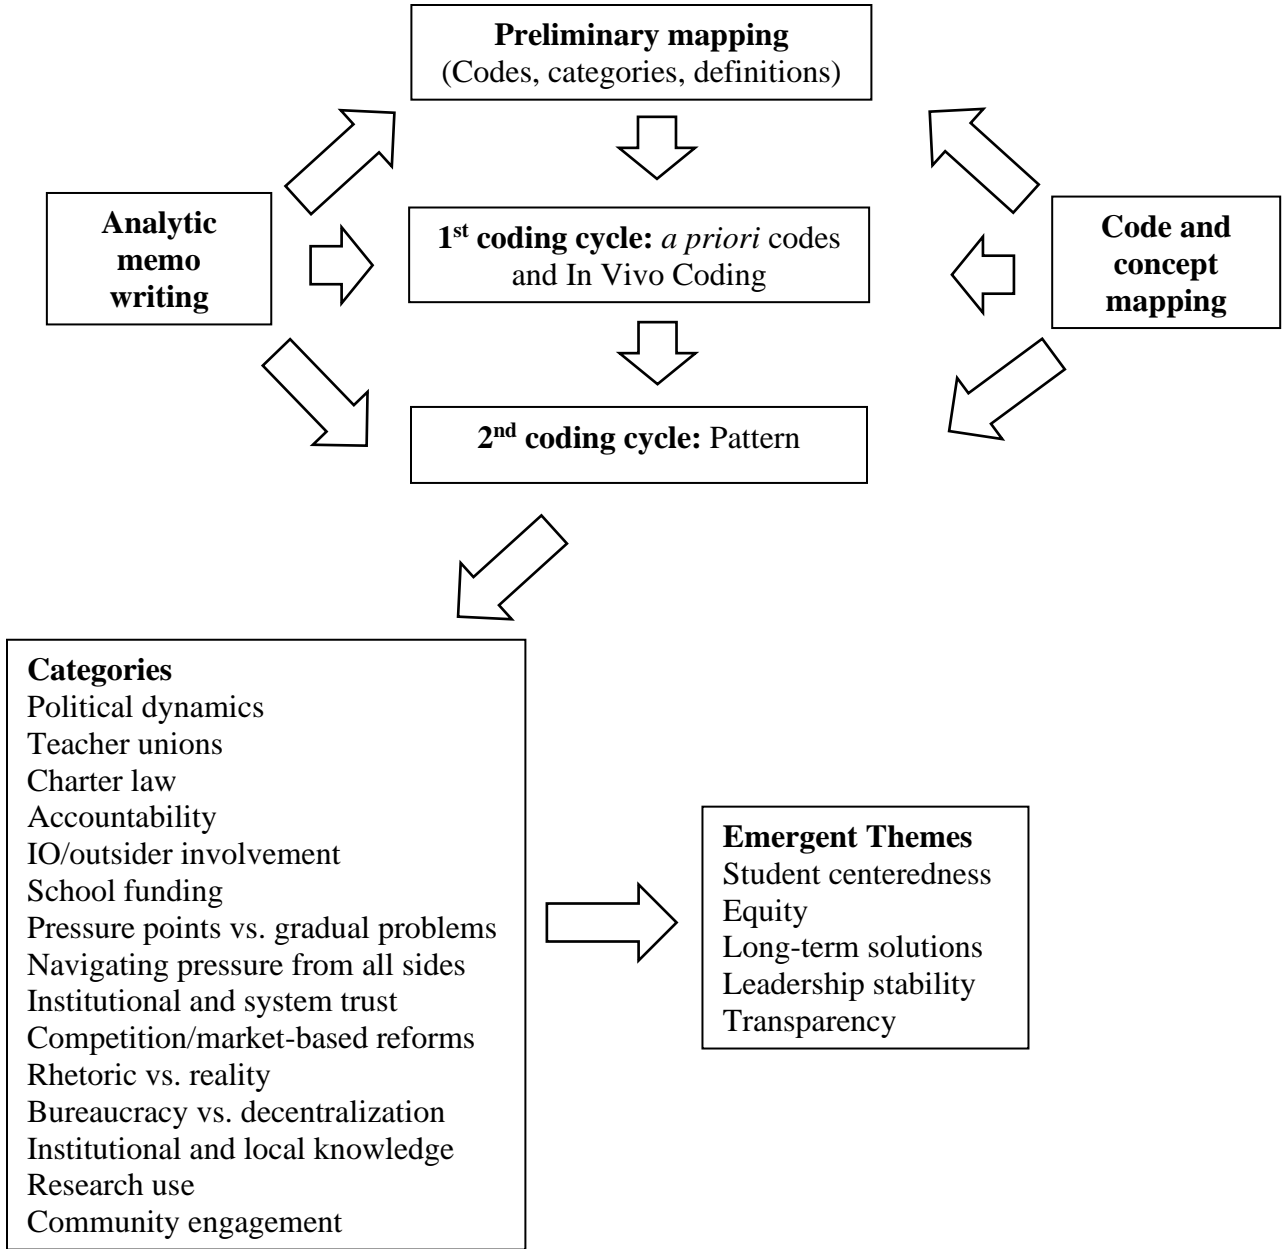 Preliminary mapping
(Codes, categories, definitions)
Analytic
memo
writing
1st coding cycle: a priori codes
and In Vivo Coding
Code and
concept
mapping
2nd coding cycle: Pattern
Categories
Political dynamics
Teacher unions
Charter law
Accountability
IO/outsider involvement
School funding
Pressure points vs. gradual problems
Navigating pressure from all sides
Institutional and system trust
Competition/market-based reforms
Rhetoric vs. reality
Bureaucracy vs. decentralization
Institutional and local knowledge
Research use
Community engagement
Emergent Themes
Student centeredness
Equity
Long-term solutions
Leadership stability
Transparency